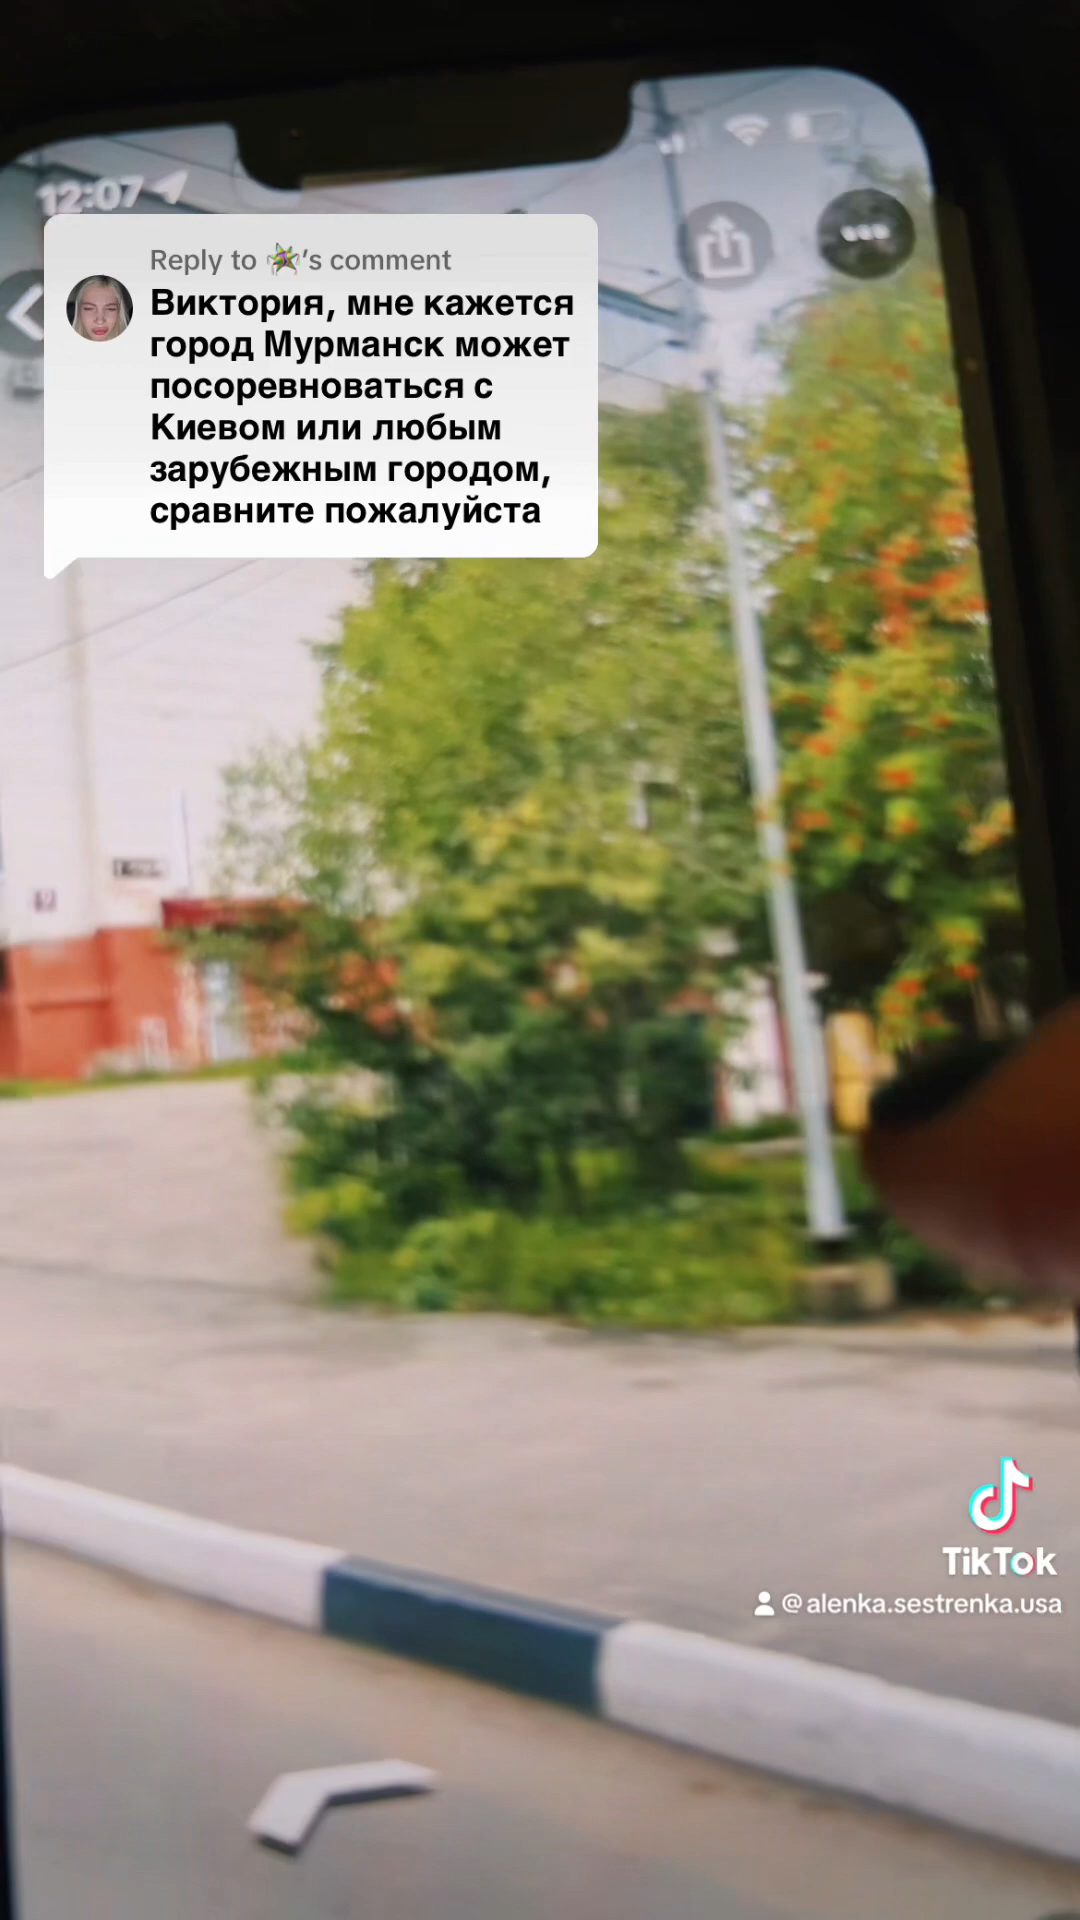 12:07
Reply to 's comment
Виктория, мне кажется
город Мурманск может
посоревноваться с
Киевом или любым
зарубежным городом,
сравните пожалуйста
TikTok
@alenka.sestrenka.usa